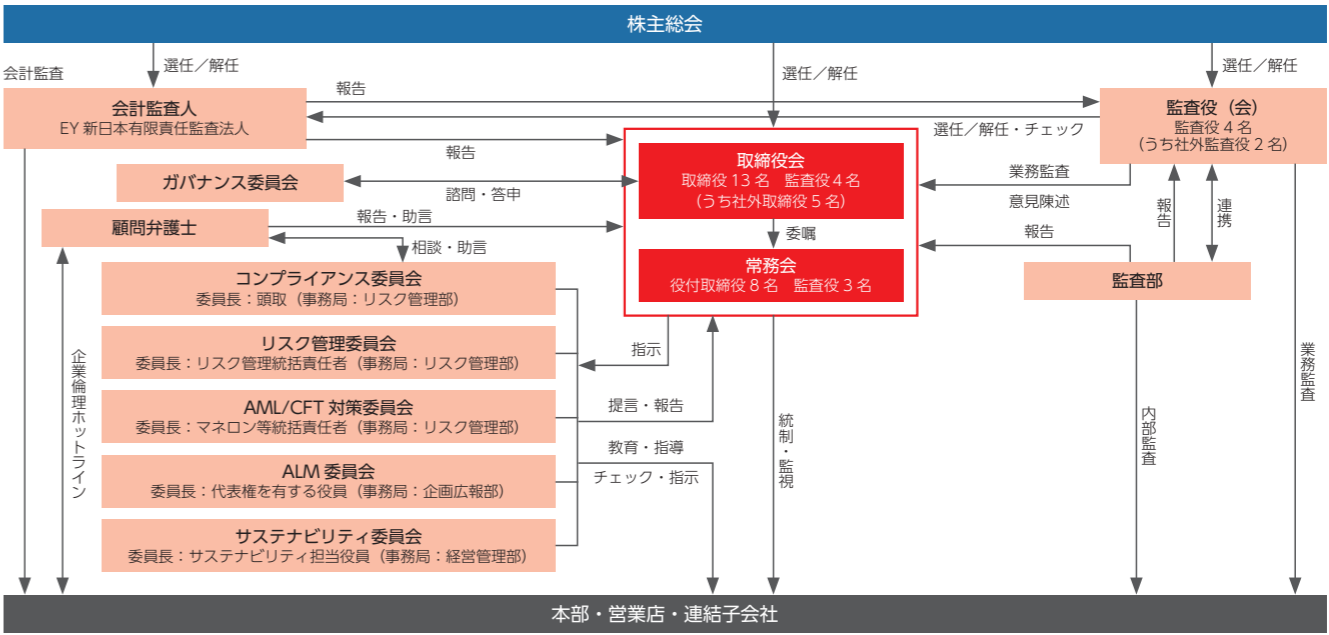 株主総会
会計監査
選任／解任
選任／解任
選任／解任
会計監査人
EY 新日本有限責任監査法人
報告
選任／解任・チェック
監査役（会）
監査役 4 名
（うち社外監査役 2 名）
報告
取締役会
取締役 13 名　監査役 4 名
（うち社外取締役 5 名）
業務監査
意見陳述
ガバナンス委員会
諮問・答申
顧問弁護士
報告・助言
相談・助言
委嘱
報告
報告
連携
常務会
役付取締役 8 名　監査役 3 名
監査部
コンプライアンス委員会
委員長：頭取（事務局：リスク管理部）
リスク管理委員会
委員長：リスク管理統括責任者（事務局：リスク管理部）
指示
AML/CFT 対策委員会
委員長：マネロン等統括責任者（事務局：リスク管理部）
提言・報告
教育・指導
チェック・指示
ALM 委員会
委員長：代表権を有する役員（事務局：企画広報部）
サステナビリティ委員会
委員長：サステナビリティ担当役員（事務局：経営管理部）
企業倫理ホットライン
統制・監視
内部監査
業務監査
本部・営業店・連結子会社